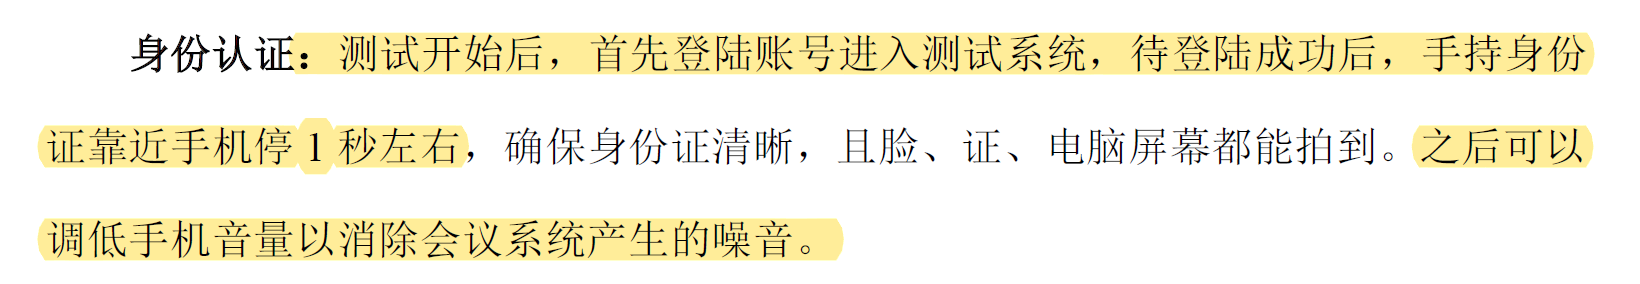 身份认证：测试开始后，首先登陆账号进入测试系统，待登陆成功后，手持身份
证靠近手机停 1 秒左右，确保身份证清晰，且脸、证、电脑屏幕都能拍到。之后可以
调低手机音量以消除会议系统产生的噪音。